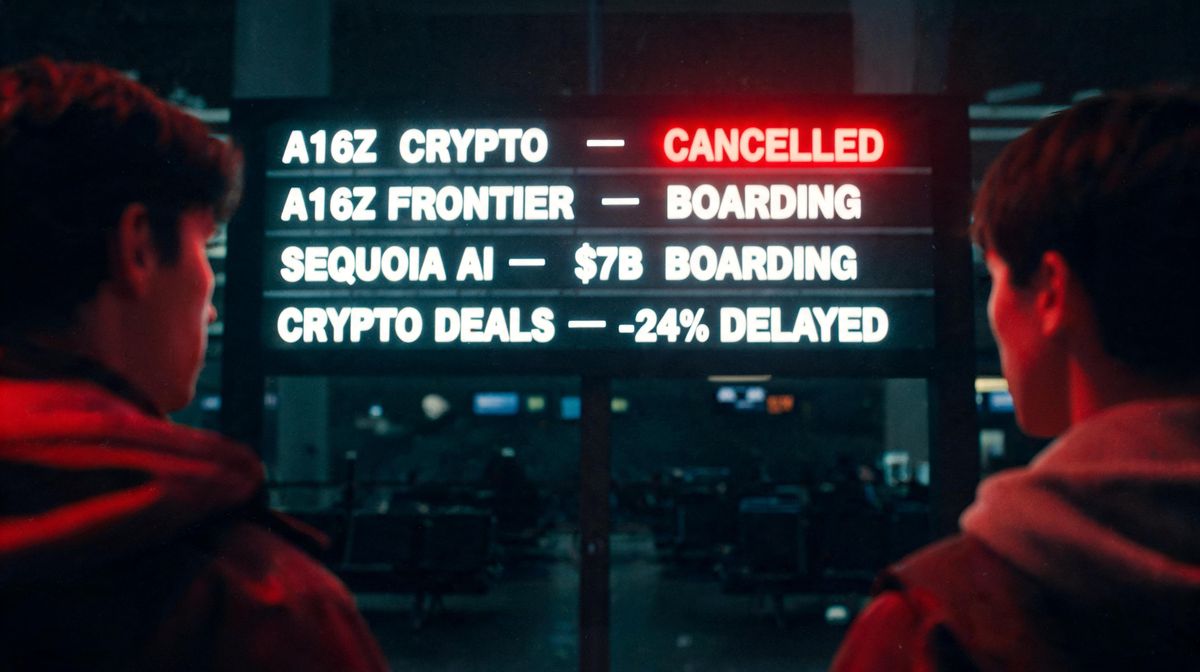 A16Z CRYPTO — CANCELLED
A16Z FRONTIER — BOARDING
SEQUOIA AI — $7B BOARDING
CRYPTO DEALS — -24% DELAYED